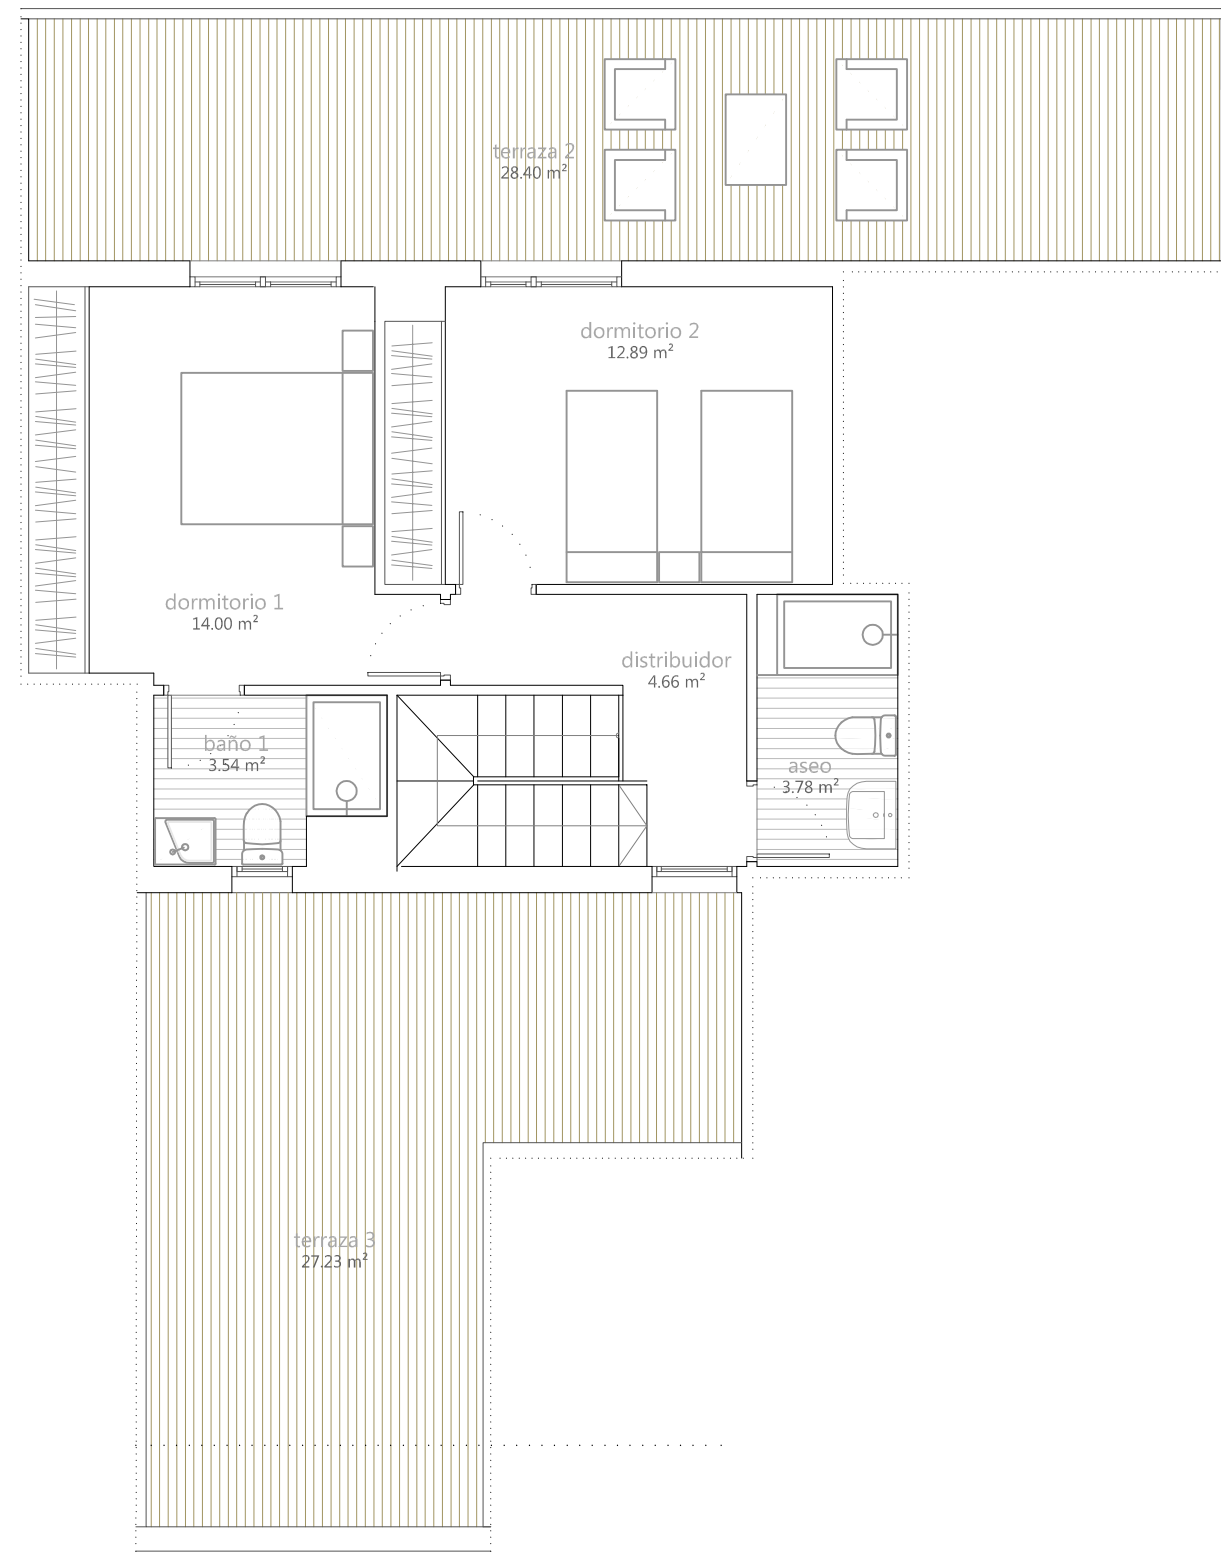 terraza 2
28.40 m²
dormitorio 2
12.89 m²
dormitorio 1
14.00 m²
distribuidor
4.66 m²
baño 1
3.54 m²
aseo
3.78 m²
terraza 3
27.23 m²